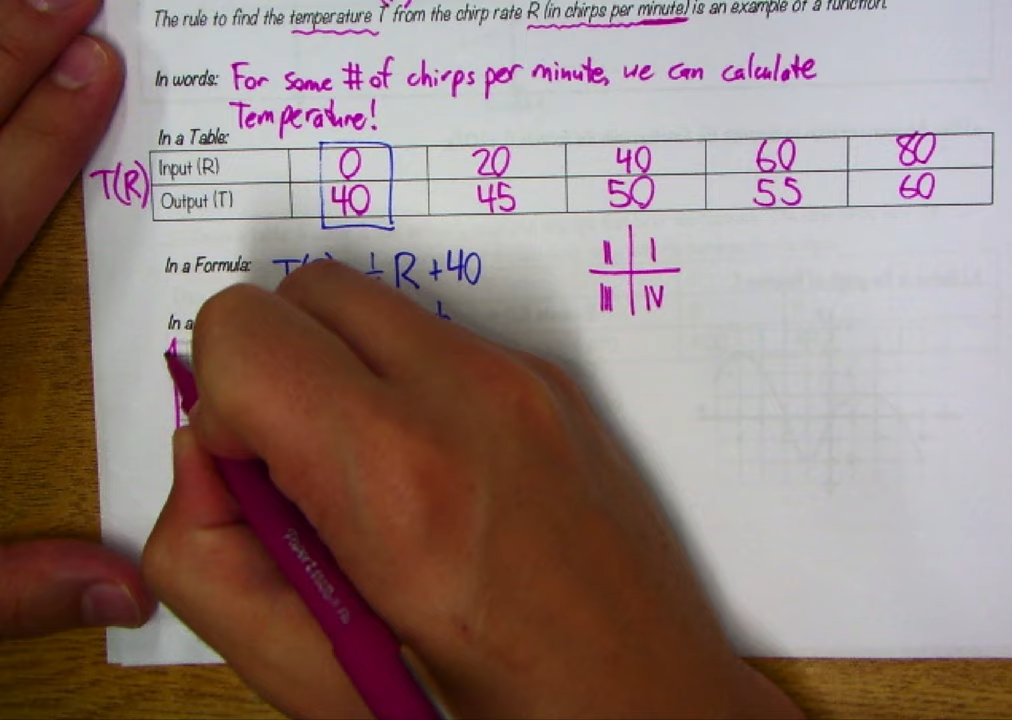 The rule to find the temperature T from the chirp rate R (in chirps per minute) is an example of a function.
In words: For some # of chirps per minute, we can calculate
Temperature!
In a Table:
T(R) Input (R) 0 20 40 60 80
Output (T) 40 45 50 55 60
In a Formula: R + 40
II I
III IV
In a
b